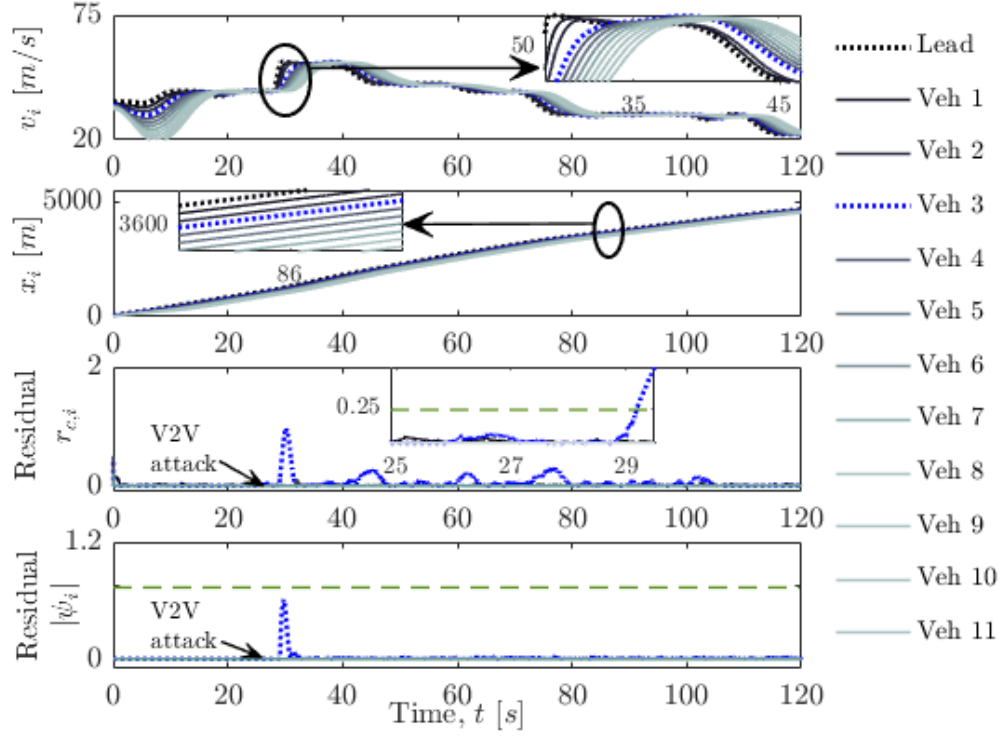 75
v_i [m/s]
20
50
35
45
0 20 40 60 80 100 120
5000
x_i [m]
0
3600
86
0 20 40 60 80 100 120
2
Residual
r_{c,i}
0
V2V
attack
0.25
25 27 29
0 20 40 60 80 100 120
1.2
Residual
|ψ_i|
0
V2V
attack
0 20 40 60 80 100 120
Time, t [s]
Lead
Veh 1
Veh 2
Veh 3
Veh 4
Veh 5
Veh 6
Veh 7
Veh 8
Veh 9
Veh 10
Veh 11